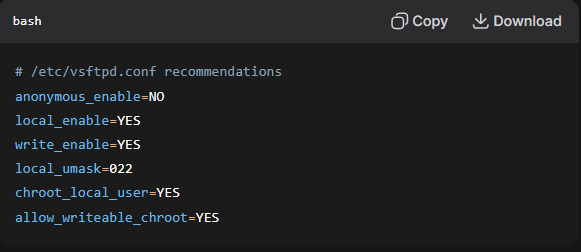 bash
Copy
Download
# /etc/vsftpd.conf recommendations
anonymous_enable=NO
local_enable=YES
write_enable=YES
local_umask=022
chroot_local_user=YES
allow_writeable_chroot=YES